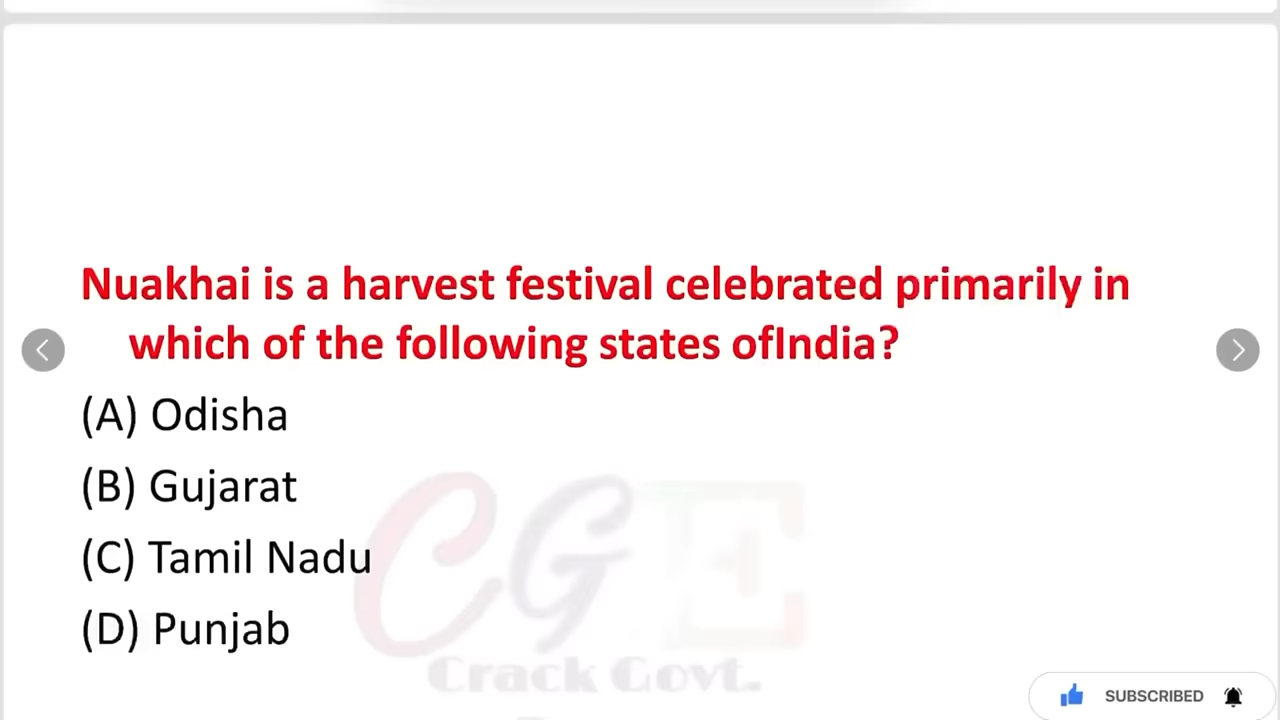 Nuakhai is a harvest festival celebrated primarily in
which of the following states ofIndia?
(A) Odisha
(B) Gujarat
(C) Tamil Nadu
(D) Punjab
CGE
Crack Govt.
SUBSCRIBED